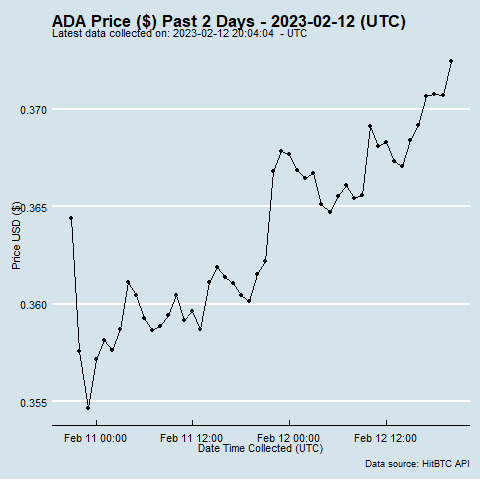 ADA Price ($) Past 2 Days - 2023-02-12 (UTC)
Latest data collected on: 2023-02-12 20:04:04 - UTC
0.370
0.365
0.360
0.355
Price USD ($)
Feb 11 00:00 Feb 11 12:00 Feb 12 00:00 Feb 12 12:00
Date Time Collected (UTC)
Data source: HitBTC API